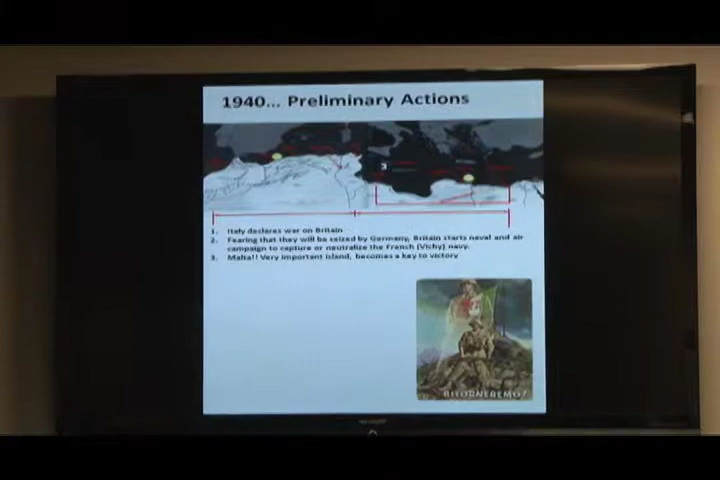 1940... Preliminary Actions
3
1. Italy declares war on Britain
2. Fearing that they will be seized by Germany, Britain starts naval and air
campaign to capture or neutralize the French (Vichy) navy.
3. Malta!! Very important island, becomes a key to victory
RITORNEREMO!